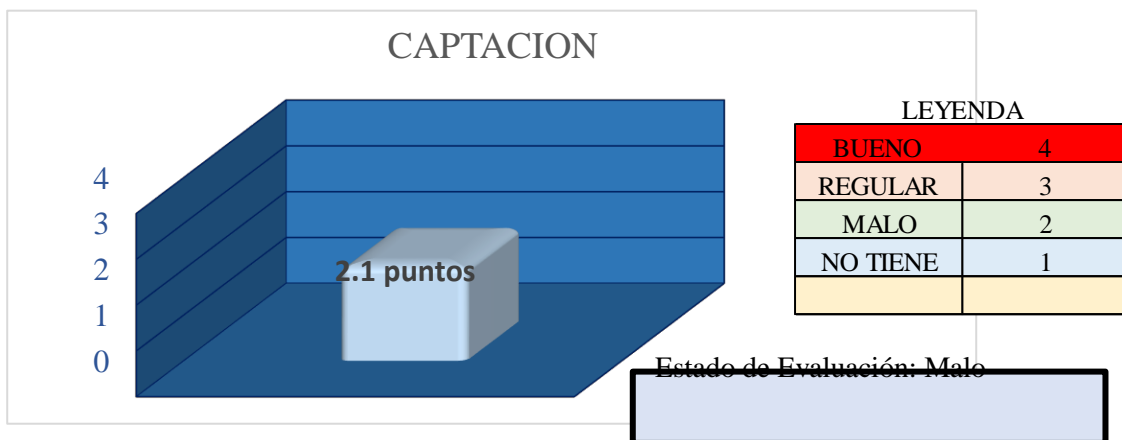 CAPTACION
4
3
2
1
0
2.1 puntos
LEYENDA
BUENO 4
REGULAR 3
MALO 2
NO TIENE 1
Estado de Evaluación: Malo